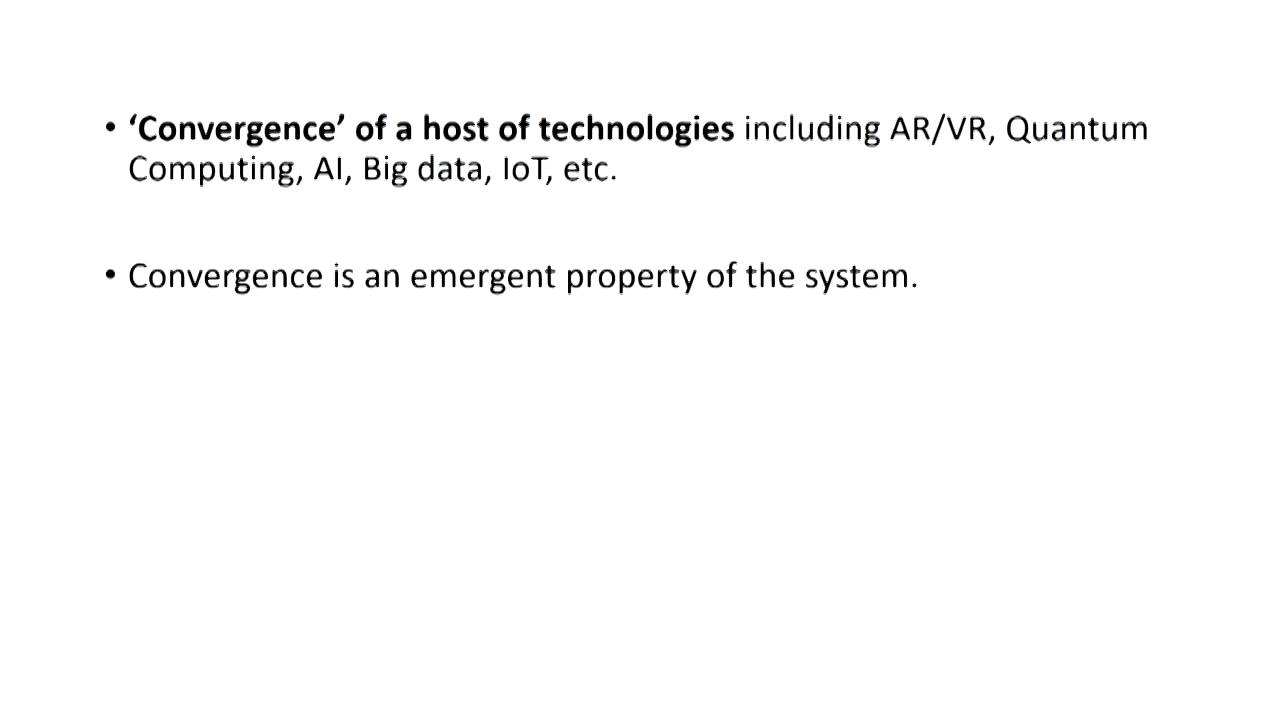 • ‘Convergence’ of a host of technologies including AR/VR, Quantum
Computing, AI, Big data, IoT, etc.
• Convergence is an emergent property of the system.